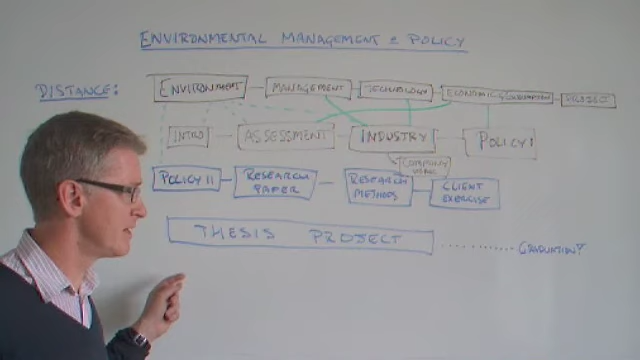 ENVIRONMENTAL MANAGEMENT & POLICY
DISTANCE:
ENVIRONMENT
MANAGEMENT
TECHNOLOGY
ECONOMICS
PROJECT
INTRO
ASSESSMENT
INDUSTRY
POLICY I
COMPANY
POLICY II
RESEARCH
PAPER
RESEARCH
METHODS
CLIENT
EXERCISE
THESIS PROJECT
GRADUATION?